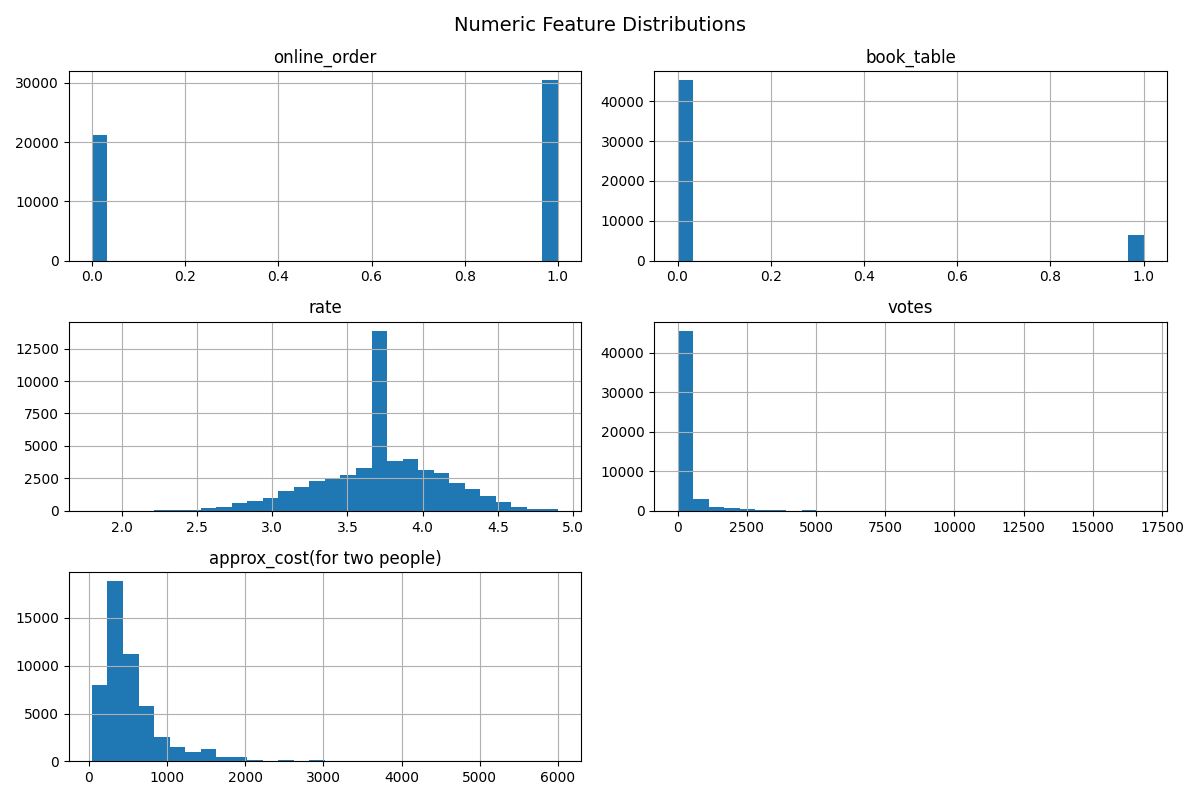 Numeric Feature Distributions
online_order
30000
20000
10000
0
0.0 0.2 0.4 0.6 0.8 1.0
book_table
40000
30000
20000
10000
0
0.0 0.2 0.4 0.6 0.8 1.0
rate
12500
10000
7500
5000
2500
0
2.0 2.5 3.0 3.5 4.0 4.5 5.0
votes
40000
30000
20000
10000
0
0 2500 5000 7500 10000 12500 15000 17500
approx_cost(for two people)
15000
10000
5000
0
0 1000 2000 3000 4000 5000 6000